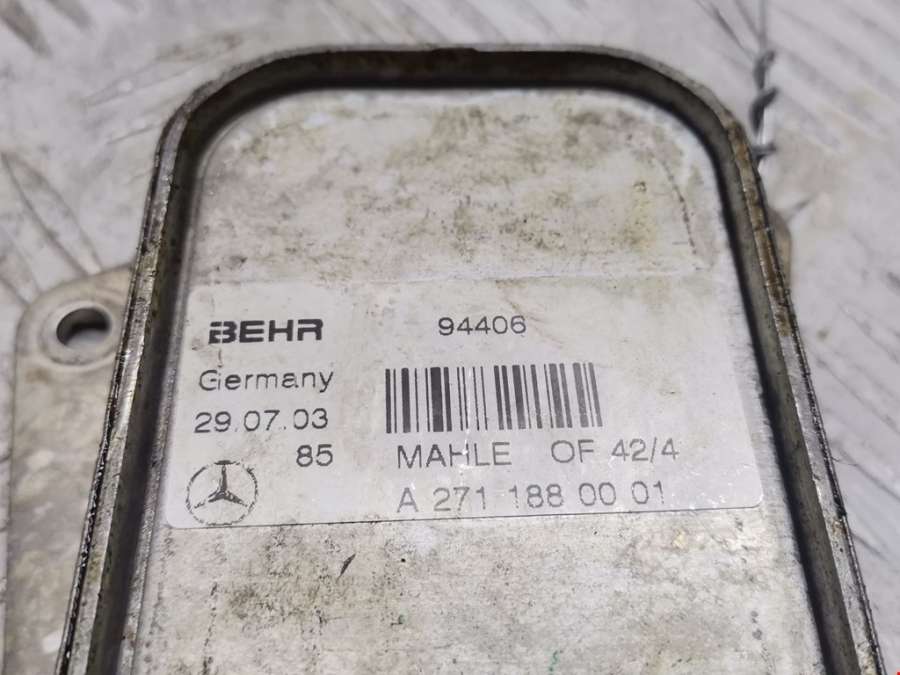 BEHR 94406
Germany
29.07.03
85 MAHLE OF 42/4
A 271 188 00 01